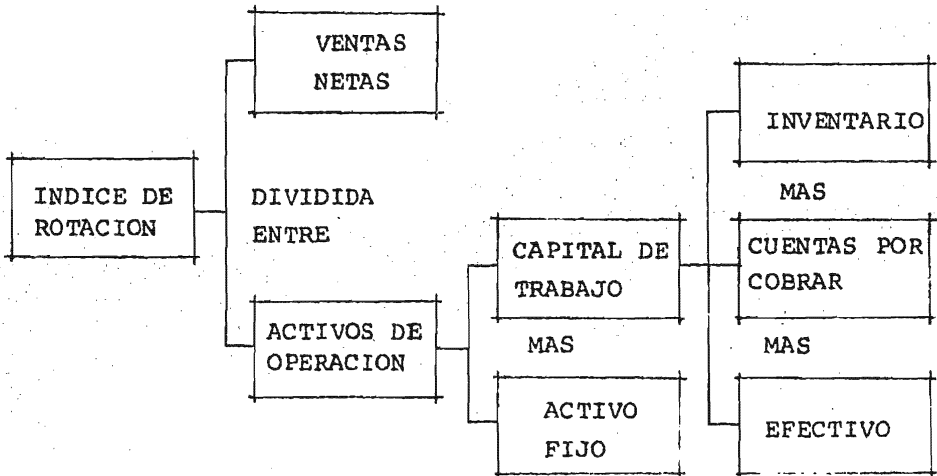 VENTAS
NETAS
INDICE DE
ROTACION
DIVIDIDA
ENTRE
ACTIVOS DE
OPERACION
CAPITAL DE
TRABAJO
MAS
ACTIVO
FIJO
INVENTARIO
MAS
CUENTAS POR
COBRAR
MAS
EFECTIVO